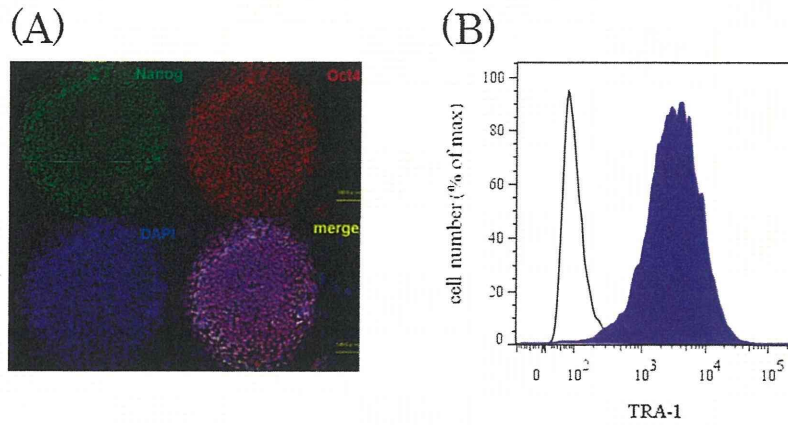 (A)
(B)
Nanog
Oct4
DAPI
merge
cell number (% of max)
100
80
60
40
20
0
0 10² 10³ 10⁴ 10⁵
TRA-1